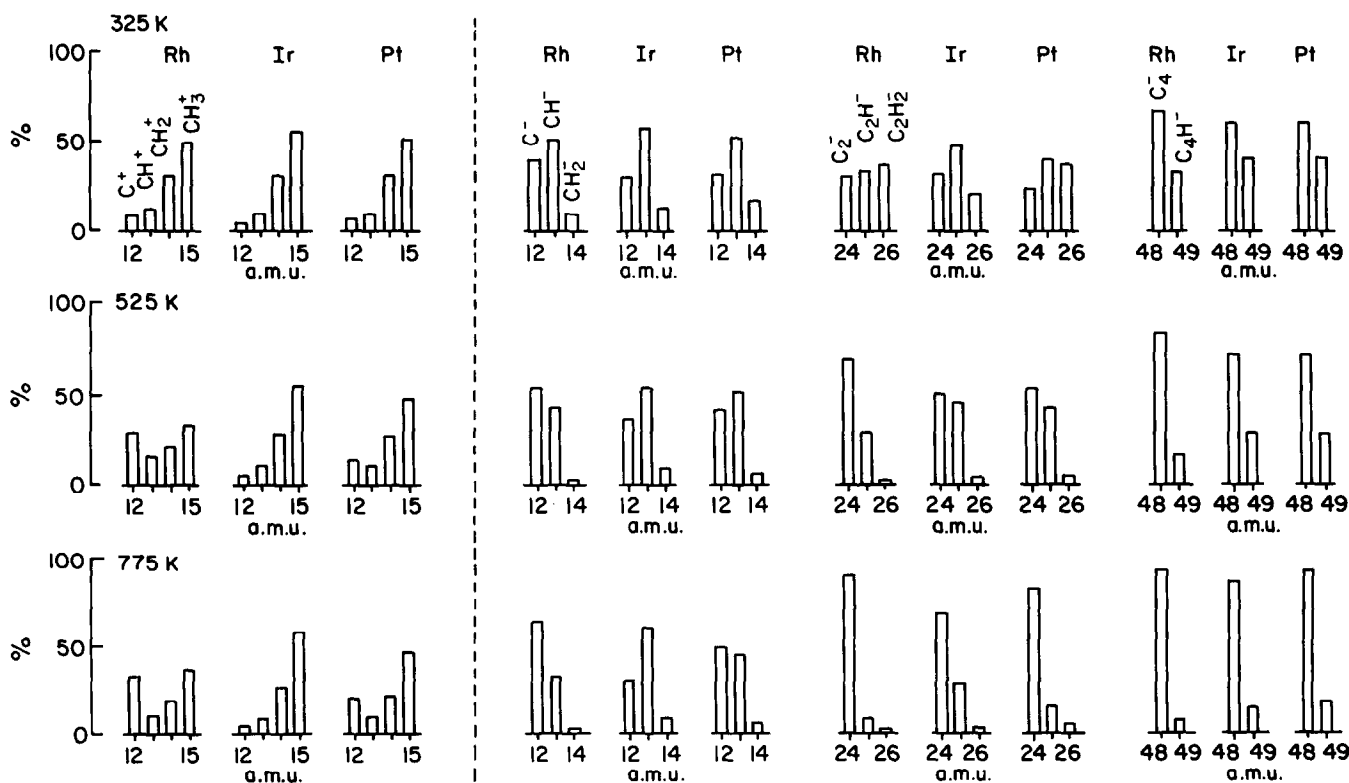 325 K
100
50
0
%
Rh Ir Pt
C⁺ CH⁺ CH₂⁺ CH₃⁺
12 15 12 15 12 15
a.m.u.
Rh Ir Pt
C⁻ CH⁻ CH₂⁻
12 14 12 14 12 14
a.m.u.
Rh Ir Pt
C₂⁻ C₂H⁻ C₂H₂⁻
24 26 24 26 24 26
a.m.u.
Rh Ir Pt
C₄⁻ C₄H⁻
48 49 48 49 48 49
a.m.u.
525 K
100
50
0
%
12 15 12 15 12 15
a.m.u.
12 14 12 14 12 14
a.m.u.
24 26 24 26 24 26
a.m.u.
48 49 48 49 48 49
a.m.u.
775 K
100
50
0
%
12 15 12 15 12 15
a.m.u.
12 14 12 14 12 14
a.m.u.
24 26 24 26 24 26
a.m.u.
48 49 48 49 48 49
a.m.u.